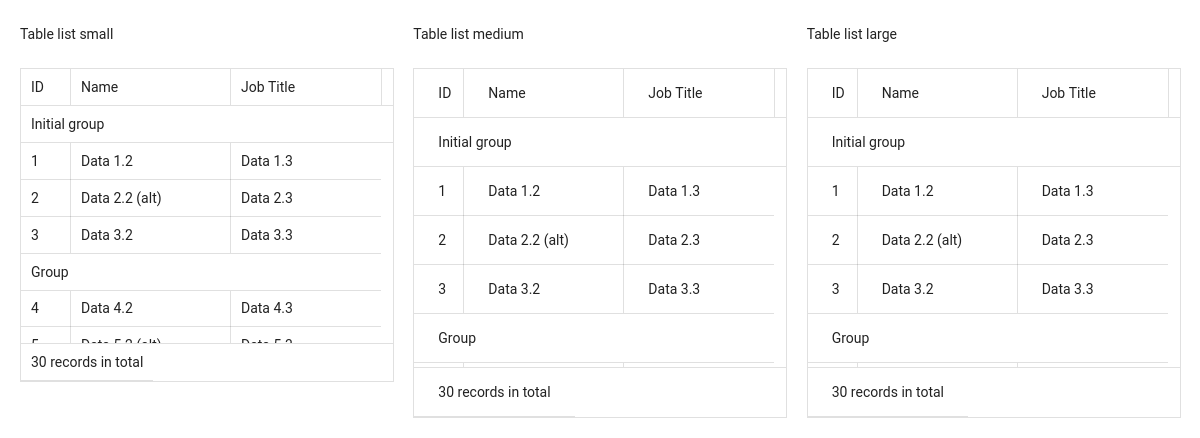 Table list small
ID Name Job Title
Initial group
1 Data 1.2 Data 1.3
2 Data 2.2 (alt) Data 2.3
3 Data 3.2 Data 3.3
Group
4 Data 4.2 Data 4.3
30 records in total
Table list medium
ID Name Job Title
Initial group
1 Data 1.2 Data 1.3
2 Data 2.2 (alt) Data 2.3
3 Data 3.2 Data 3.3
Group
30 records in total
Table list large
ID Name Job Title
Initial group
1 Data 1.2 Data 1.3
2 Data 2.2 (alt) Data 2.3
3 Data 3.2 Data 3.3
Group
30 records in total